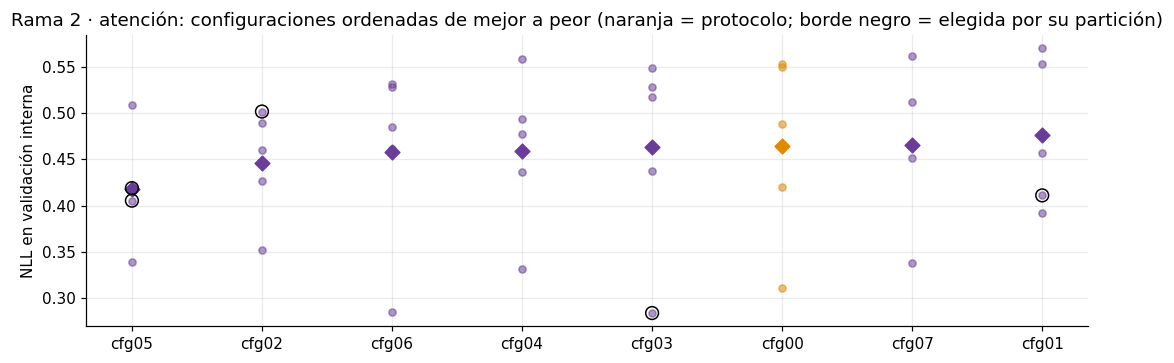 Rama 2 · atención: configuraciones ordenadas de mejor a peor (naranja = protocolo; borde negro = elegida por su partición)
NLL en validación interna
0.55
0.50
0.45
0.40
0.35
0.30
cfg05 cfg02 cfg06 cfg04 cfg03 cfg00 cfg07 cfg01